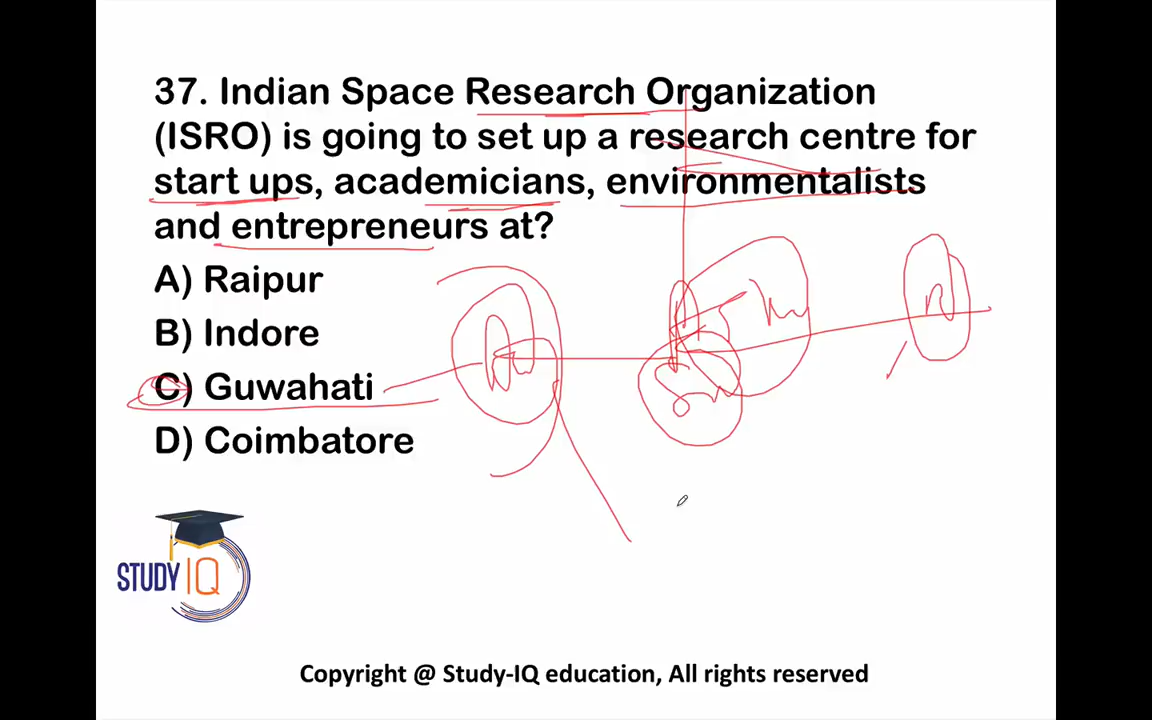 37. Indian Space Research Organization
(ISRO) is going to set up a research centre for
start ups, academicians, environmentalists
and entrepreneurs at?
A) Raipur
B) Indore
C) Guwahati
D) Coimbatore
STUDY IQ
Copyright @ Study-IQ education, All rights reserved